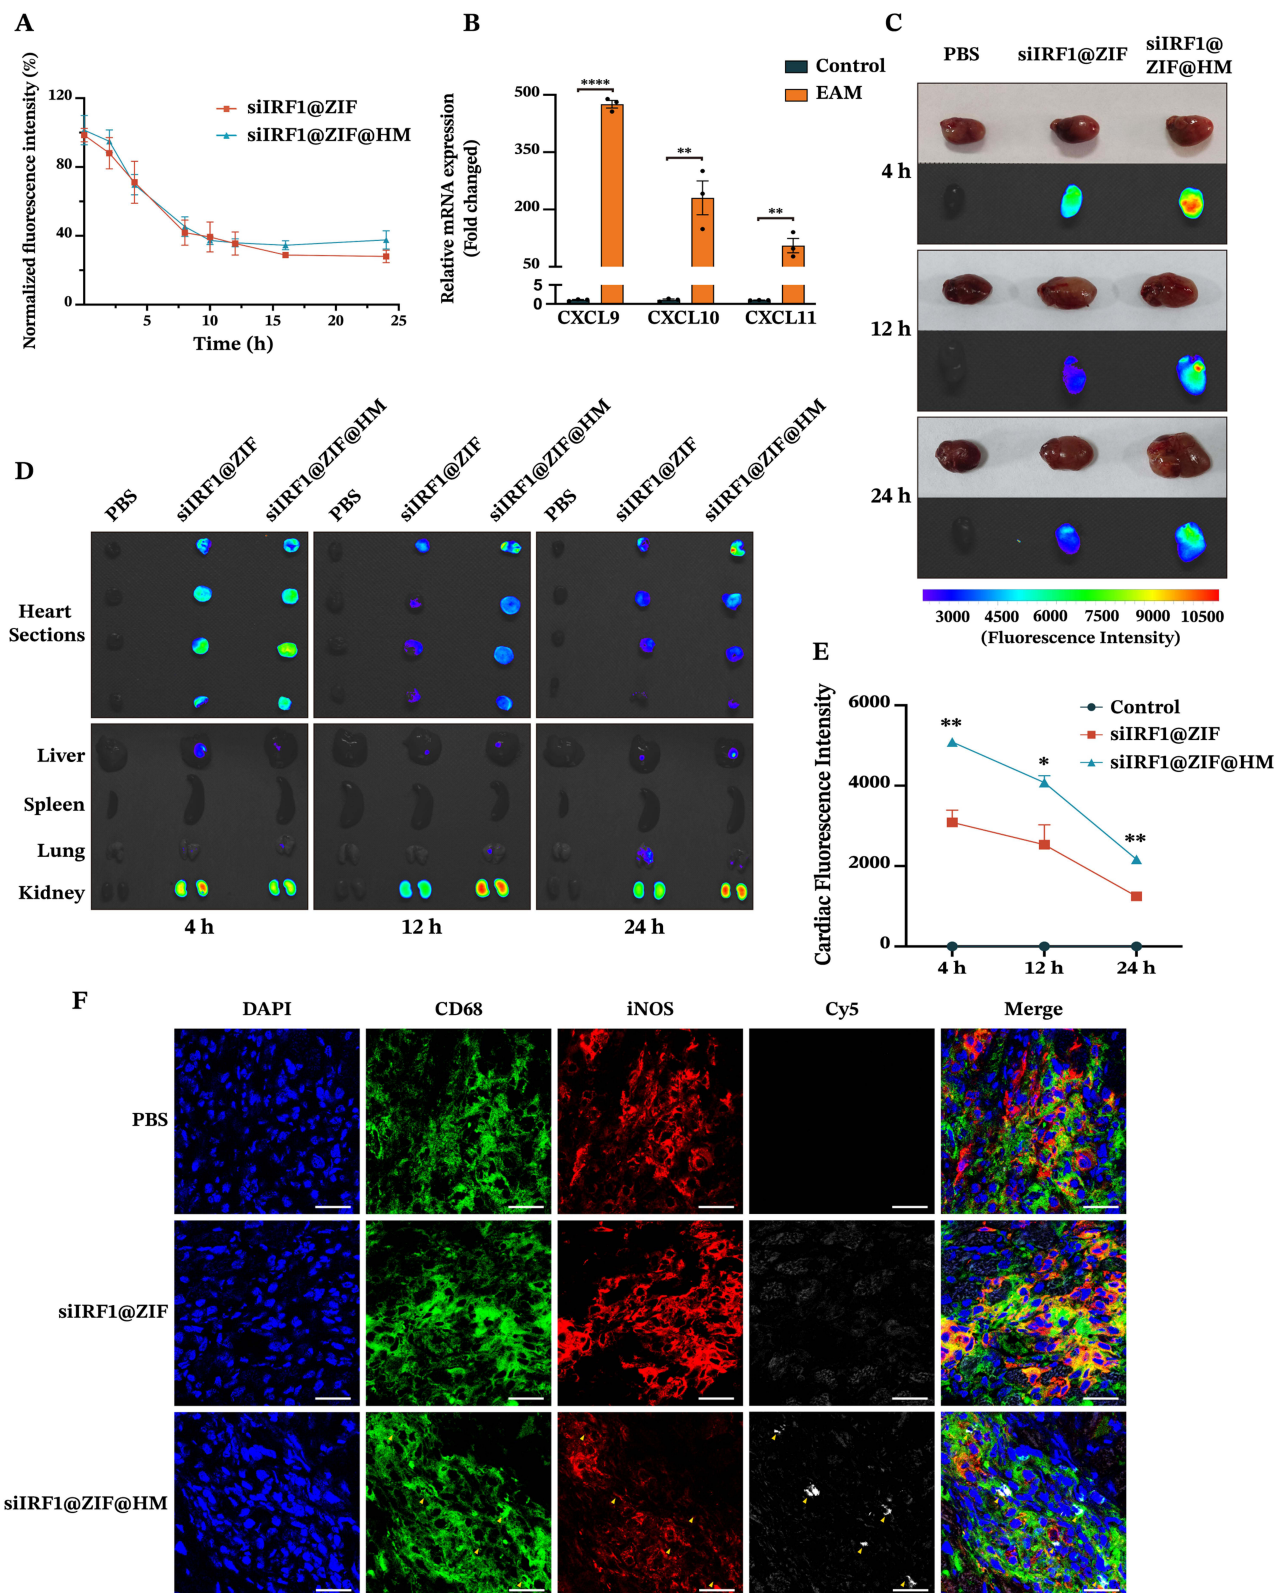 A
Normalized fluorescence intensity (%)
120
80
40
0
5
10
15
20
25
Time (h)
siIRF1@ZIF
siIRF1@ZIF@HM
B
Relative mRNA expression
(Fold changed)
500
350
200
50
5
0
****
**
**
CXCL9
CXCL10
CXCL11
Control
EAM
C
PBS
siIRF1@ZIF
siIRF1@
ZIF@HM
4 h
12 h
24 h
3000 4500 6000 7500 9000 10500
(Fluorescence Intensity)
D
PBS
siIRF1@ZIF
siIRF1@ZIF@HM
PBS
siIRF1@ZIF
siIRF1@ZIF@HM
PBS
siIRF1@ZIF
siIRF1@ZIF@HM
Heart
Sections
Liver
Spleen
Lung
Kidney
4 h
12 h
24 h
E
Cardiac Fluorescence Intensity
6000
4000
2000
0
**
*
**
4 h
12 h
24 h
Control
siIRF1@ZIF
siIRF1@ZIF@HM
F
DAPI
CD68
iNOS
Cy5
Merge
PBS
siIRF1@ZIF
siIRF1@ZIF@HM